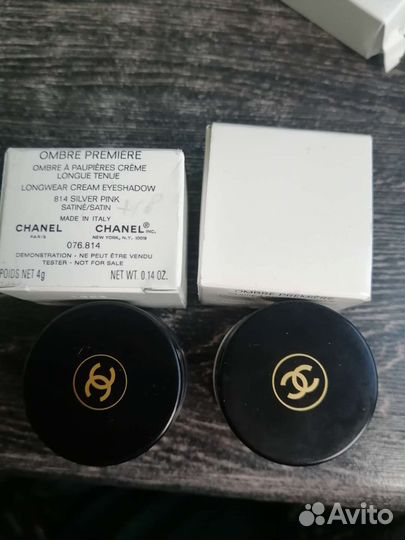 OMBRE PREMIÈRE
OMBRE À PAUPIÈRES CRÈME
LONGUE TENUE
LONGWEAR CREAM EYESHADOW
814 SILVER PINK
SATINÉ/SATIN
MADE IN ITALY
CHANEL CHANEL INC.
PARIS NEW YORK, N.Y. 10019
076.814
DEMONSTRATION - NE PEUT ÊTRE VENDU
TESTER - NOT FOR SALE
POIDS NET 4g NET WT. 0.14 OZ.
OMBRE PREMIÈRE
Avito